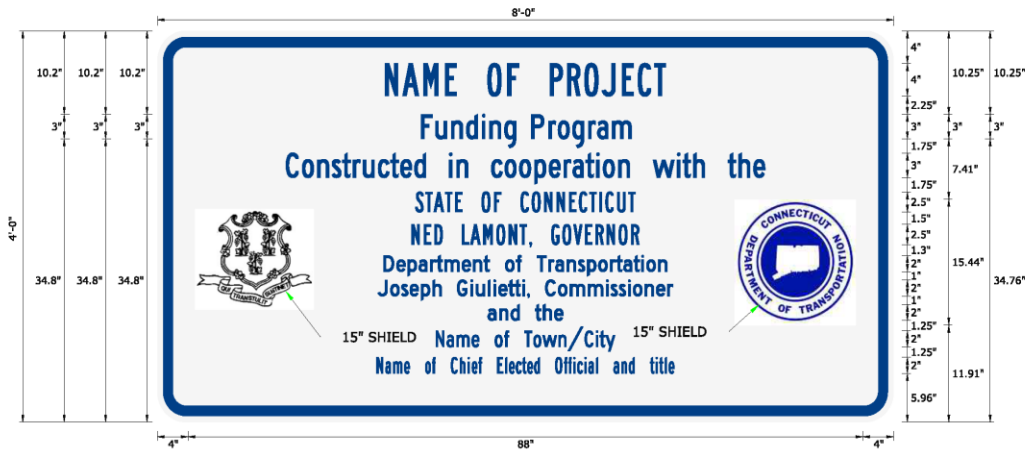 8'-0"
4'-0"
10.2"
3"
34.8"
10.2"
3"
34.8"
10.2"
3"
34.8"
NAME OF PROJECT
Funding Program
Constructed in cooperation with the
STATE OF CONNECTICUT
NED LAMONT, GOVERNOR
Department of Transportation
Joseph Giulietti, Commissioner
and the
Name of Town/City
Name of Chief Elected Official and title
QUI TRANSTULIT SUSTINET
15" SHIELD
CONNECTICUT
DEPARTMENT OF TRANSPORTATION
15" SHIELD
4"
4"
2.25"
3"
1.75"
3"
1.75"
2.5"
1.5"
2.5"
1.3"
2"
1"
2"
1"
2"
1.25"
2"
1.25"
2"
5.96"
10.25"
3"
7.41"
15.44"
11.91"
10.25"
3"
34.76"
4"
88"
4"